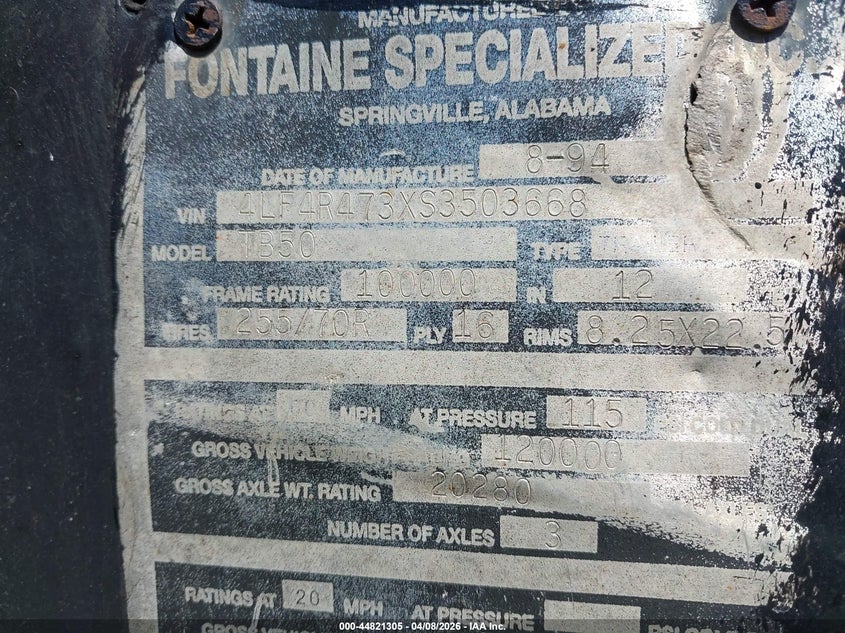 MANUFACTURED
FONTAINE SPECIALIZED
SPRINGVILLE, ALABAMA
DATE OF MANUFACTURE 8-94
VIN 4LF4R473XS3503668
MODEL TB50 TYPE
FRAME RATING 100000 IN 12
TIRES 255/70R PLY 16 RIMS 8.25X22.5
MPH AT PRESSURE 115
GROSS VEHICLE 120000
GROSS AXLE WT. RATING 20280
NUMBER OF AXLES 3
RATINGS AT 20 MPH AT PRESSURE
GROSS
000-44821305 | 04/08/2026 - IAA Inc.